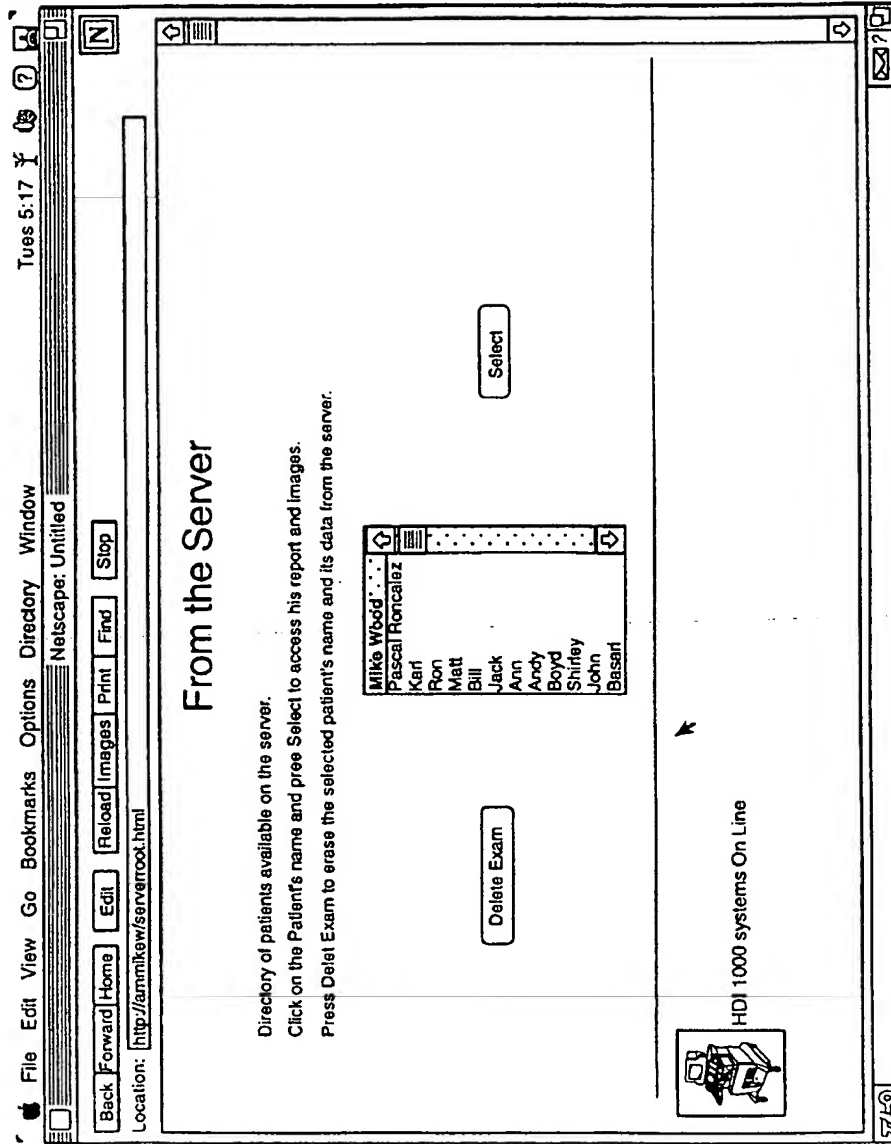 File Edit View Go Bookmarks Options Directory Window Tues 5:17 ?
Netscape: Untitled
Back Forward Home Edit Reload Images Print Find Stop
N
Location: http://ammikew/serverroot.html
From the Server
Directory of patients available on the server.
Click on the Patient's name and pree Select to access his report and images.
Press Delet Exam to erase the selected patient's name and its data from the server.
Mike Wood
Pascal Roncalez
Karl
Ron
Matt
Bill
Jack
Ann
Andy
Boyd
Shirley
John
Basari
Delete Exam
Select
HDI 1000 systems On Line
?